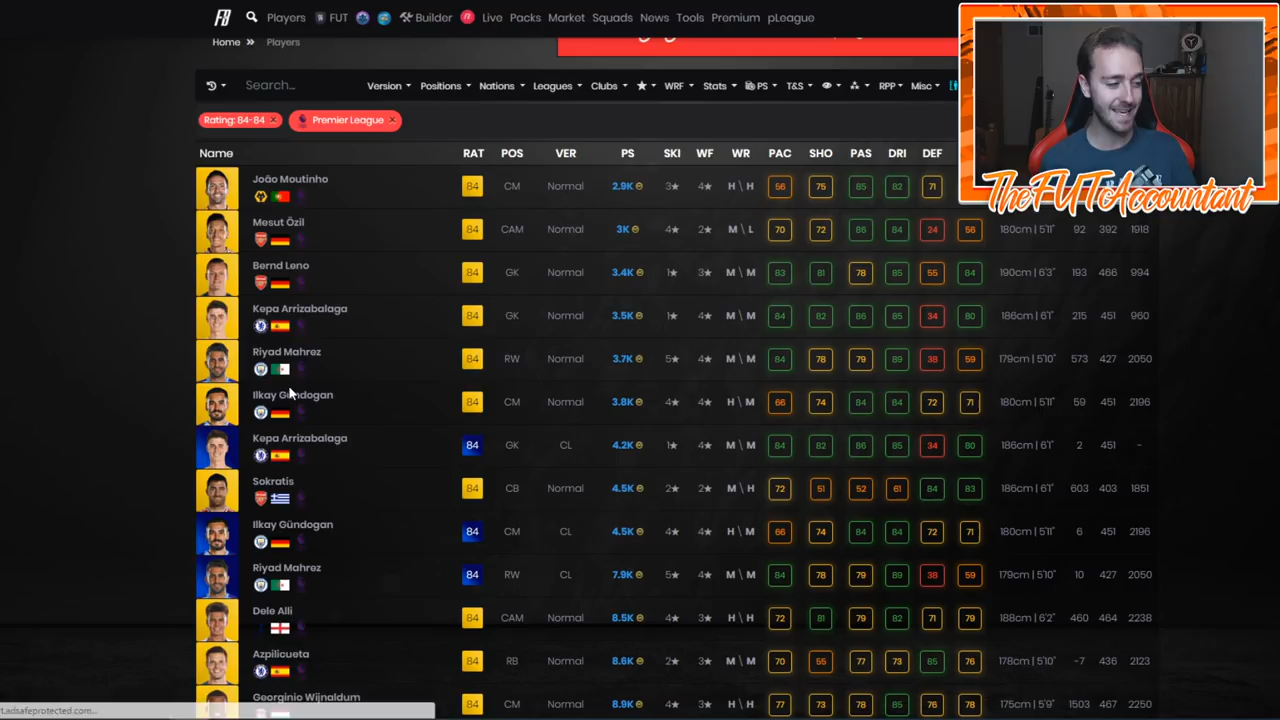 FB Players FUT Builder Live Packs Market Squads News Tools Premium pLeague
Home » Players
Search... Version Positions Nations Leagues Clubs WRF Stats PS T&S RPP Misc
Rating: 84-84 × Premier League ×
Name RAT POS VER PS SKI WF WR PAC SHO PAS DRI DEF
João Moutinho 84 CM Normal 2.9K 3★ 4★ H \ H 56 75 85 82 71
Mesut Özil 84 CAM Normal 3K 4★ 2★ M \ L 70 72 86 84 24 56 180cm | 5'11" 92 392 1918
Bernd Leno 84 GK Normal 3.4K 1★ 3★ M \ M 83 81 78 85 55 84 190cm | 6'3" 193 466 994
Kepa Arrizabalaga 84 GK Normal 3.5K 1★ 4★ M \ M 84 82 86 85 34 80 186cm | 6'1" 215 451 960
Riyad Mahrez 84 RW Normal 3.7K 5★ 4★ M \ M 84 78 79 89 38 59 179cm | 5'10" 573 427 2050
Ilkay Gündogan 84 CM Normal 3.8K 4★ 4★ H \ M 66 74 84 84 72 71 180cm | 5'11" 59 451 2196
Kepa Arrizabalaga 84 GK CL 4.2K 1★ 4★ M \ M 84 82 86 85 34 80 186cm | 6'1" 2 451 -
Sokratis 84 CB Normal 4.5K 2★ 2★ M \ H 72 51 52 61 84 83 186cm | 6'1" 603 403 1851
Ilkay Gündogan 84 CM CL 4.5K 4★ 4★ H \ M 66 74 84 84 72 71 180cm | 5'11" 6 451 2196
Riyad Mahrez 84 RW CL 7.9K 5★ 4★ M \ M 84 78 79 89 38 59 179cm | 5'10" 10 427 2050
Dele Alli 84 CAM Normal 8.5K 4★ 3★ H \ H 72 81 79 82 71 79 188cm | 6'2" 460 464 2238
Azpilicueta 84 RB Normal 8.6K 2★ 3★ M \ M 70 55 77 73 85 76 178cm | 5'10" -7 436 2123
Georginio Wijnaldum 84 CM Normal 8.9K 4★ 3★ H \ M 77 73 78 85 76 78 175cm | 5'9" 1503 467 2250
t.adsafeprotected.com...
TheFUTAccountant